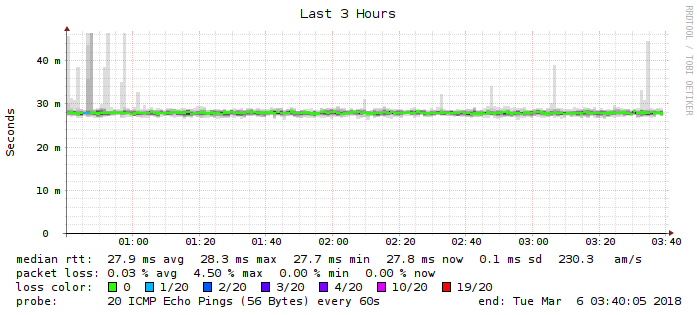 Last 3 Hours
RRDTOOL / TOBI OETIKER
Seconds
40 m
30 m
20 m
10 m
0
01:00 01:20 01:40 02:00 02:20 02:40 03:00 03:20 03:40
median rtt: 27.9 ms avg 28.3 ms max 27.7 ms min 27.8 ms now 0.1 ms sd 230.3 am/s
packet loss: 0.03 % avg 4.50 % max 0.00 % min 0.00 % now
loss color: 0 1/20 2/20 3/20 4/20 10/20 19/20
probe: 20 ICMP Echo Pings (56 Bytes) every 60s end: Tue Mar 6 03:40:05 2018